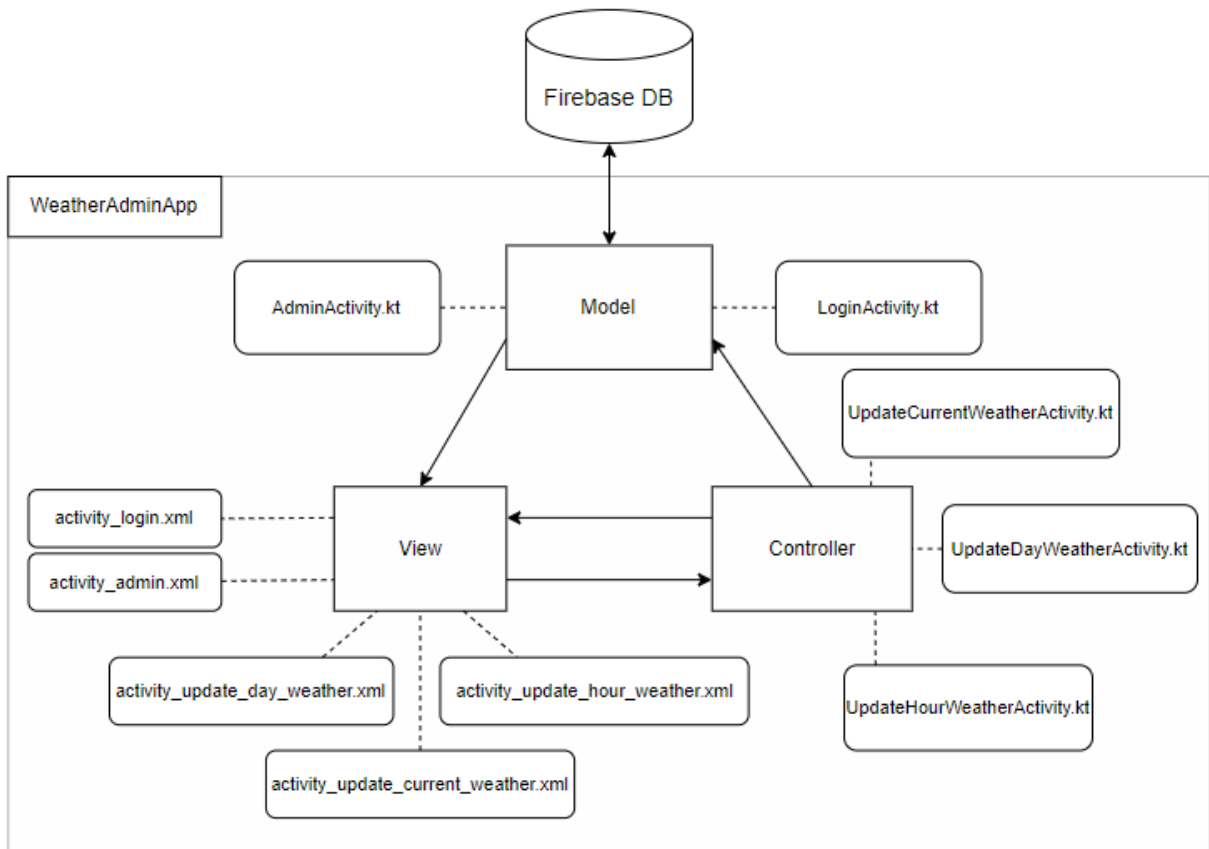 Firebase DB
WeatherAdminApp
AdminActivity.kt
Model
LoginActivity.kt
UpdateCurrentWeatherActivity.kt
activity_login.xml
View
Controller
UpdateDayWeatherActivity.kt
activity_admin.xml
activity_update_day_weather.xml
activity_update_hour_weather.xml
UpdateHourWeatherActivity.kt
activity_update_current_weather.xml